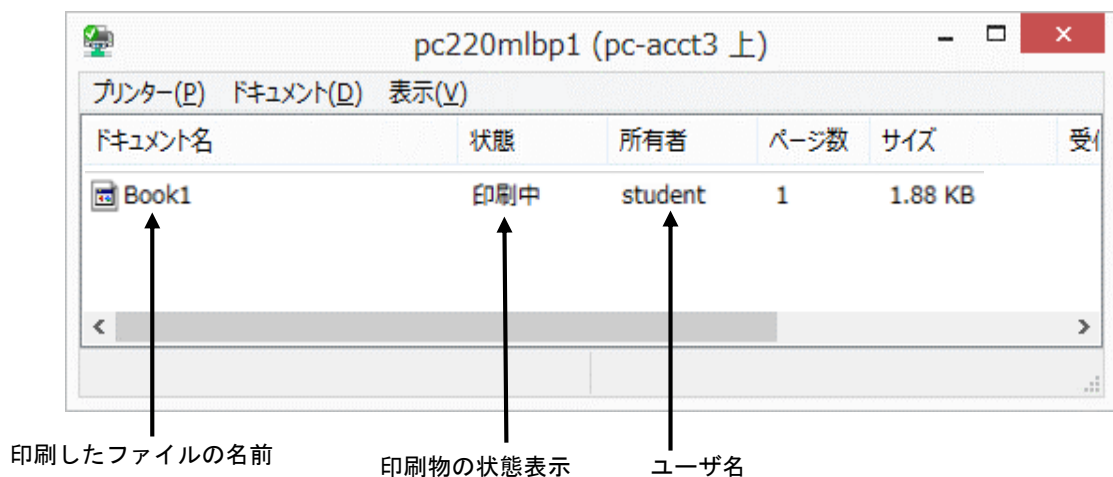 pc220mlbp1 (pc-acct3 上)
プリンター(P) ドキュメント(D) 表示(V)
ドキュメント名 状態 所有者 ページ数 サイズ 受
Book1 印刷中 student 1 1.88 KB
印刷したファイルの名前 印刷物の状態表示 ユーザ名